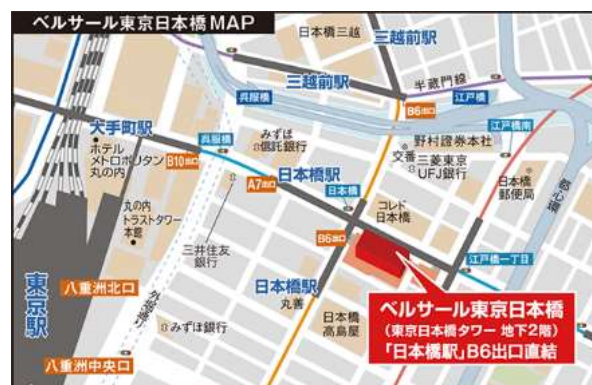 ベルサール東京日本橋MAP
日本橋三越
三越前駅
三越前駅
半蔵門線
呉服橋
江戸橋
B6出口
大手町駅
呉服橋
みずほ
信託銀行
野村證券本社
江戸橋南
ホテル
メトロポリタン
丸の内
B10出口
交番
三菱東京
UFJ銀行
日本橋駅
A7出口
日本橋
日本橋
郵便局
都心環
丸の内
トラストタワー
本館
コレド
日本橋
三井住友
銀行
B6出口
江戸橋一丁目
東京駅
八重洲北口
外堀通り
日本橋駅
丸善
日本橋
高島屋
みずほ銀行
八重洲中央口
ベルサール東京日本橋
(東京日本橋タワー 地下2階)
「日本橋駅」B6出口直結